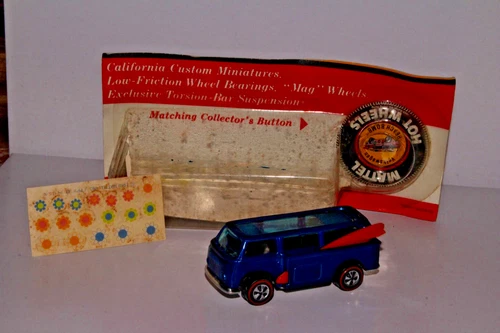 California Custom Miniatures
Low-Friction Wheel Bearings, "Mag" Wheels
Exclusive Torsion-Bar Suspension
Matching Collector's Button
HOT WHEELS
MATTEL